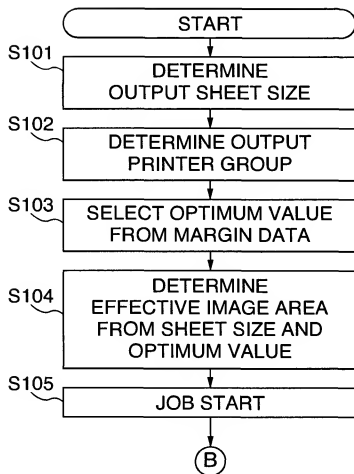 START
S101
DETERMINE
OUTPUT SHEET SIZE
S102
DETERMINE OUTPUT
PRINTER GROUP
S103
SELECT OPTIMUM VALUE
FROM MARGIN DATA
S104
DETERMINE
EFFECTIVE IMAGE AREA
FROM SHEET SIZE AND
OPTIMUM VALUE
S105
JOB START
B